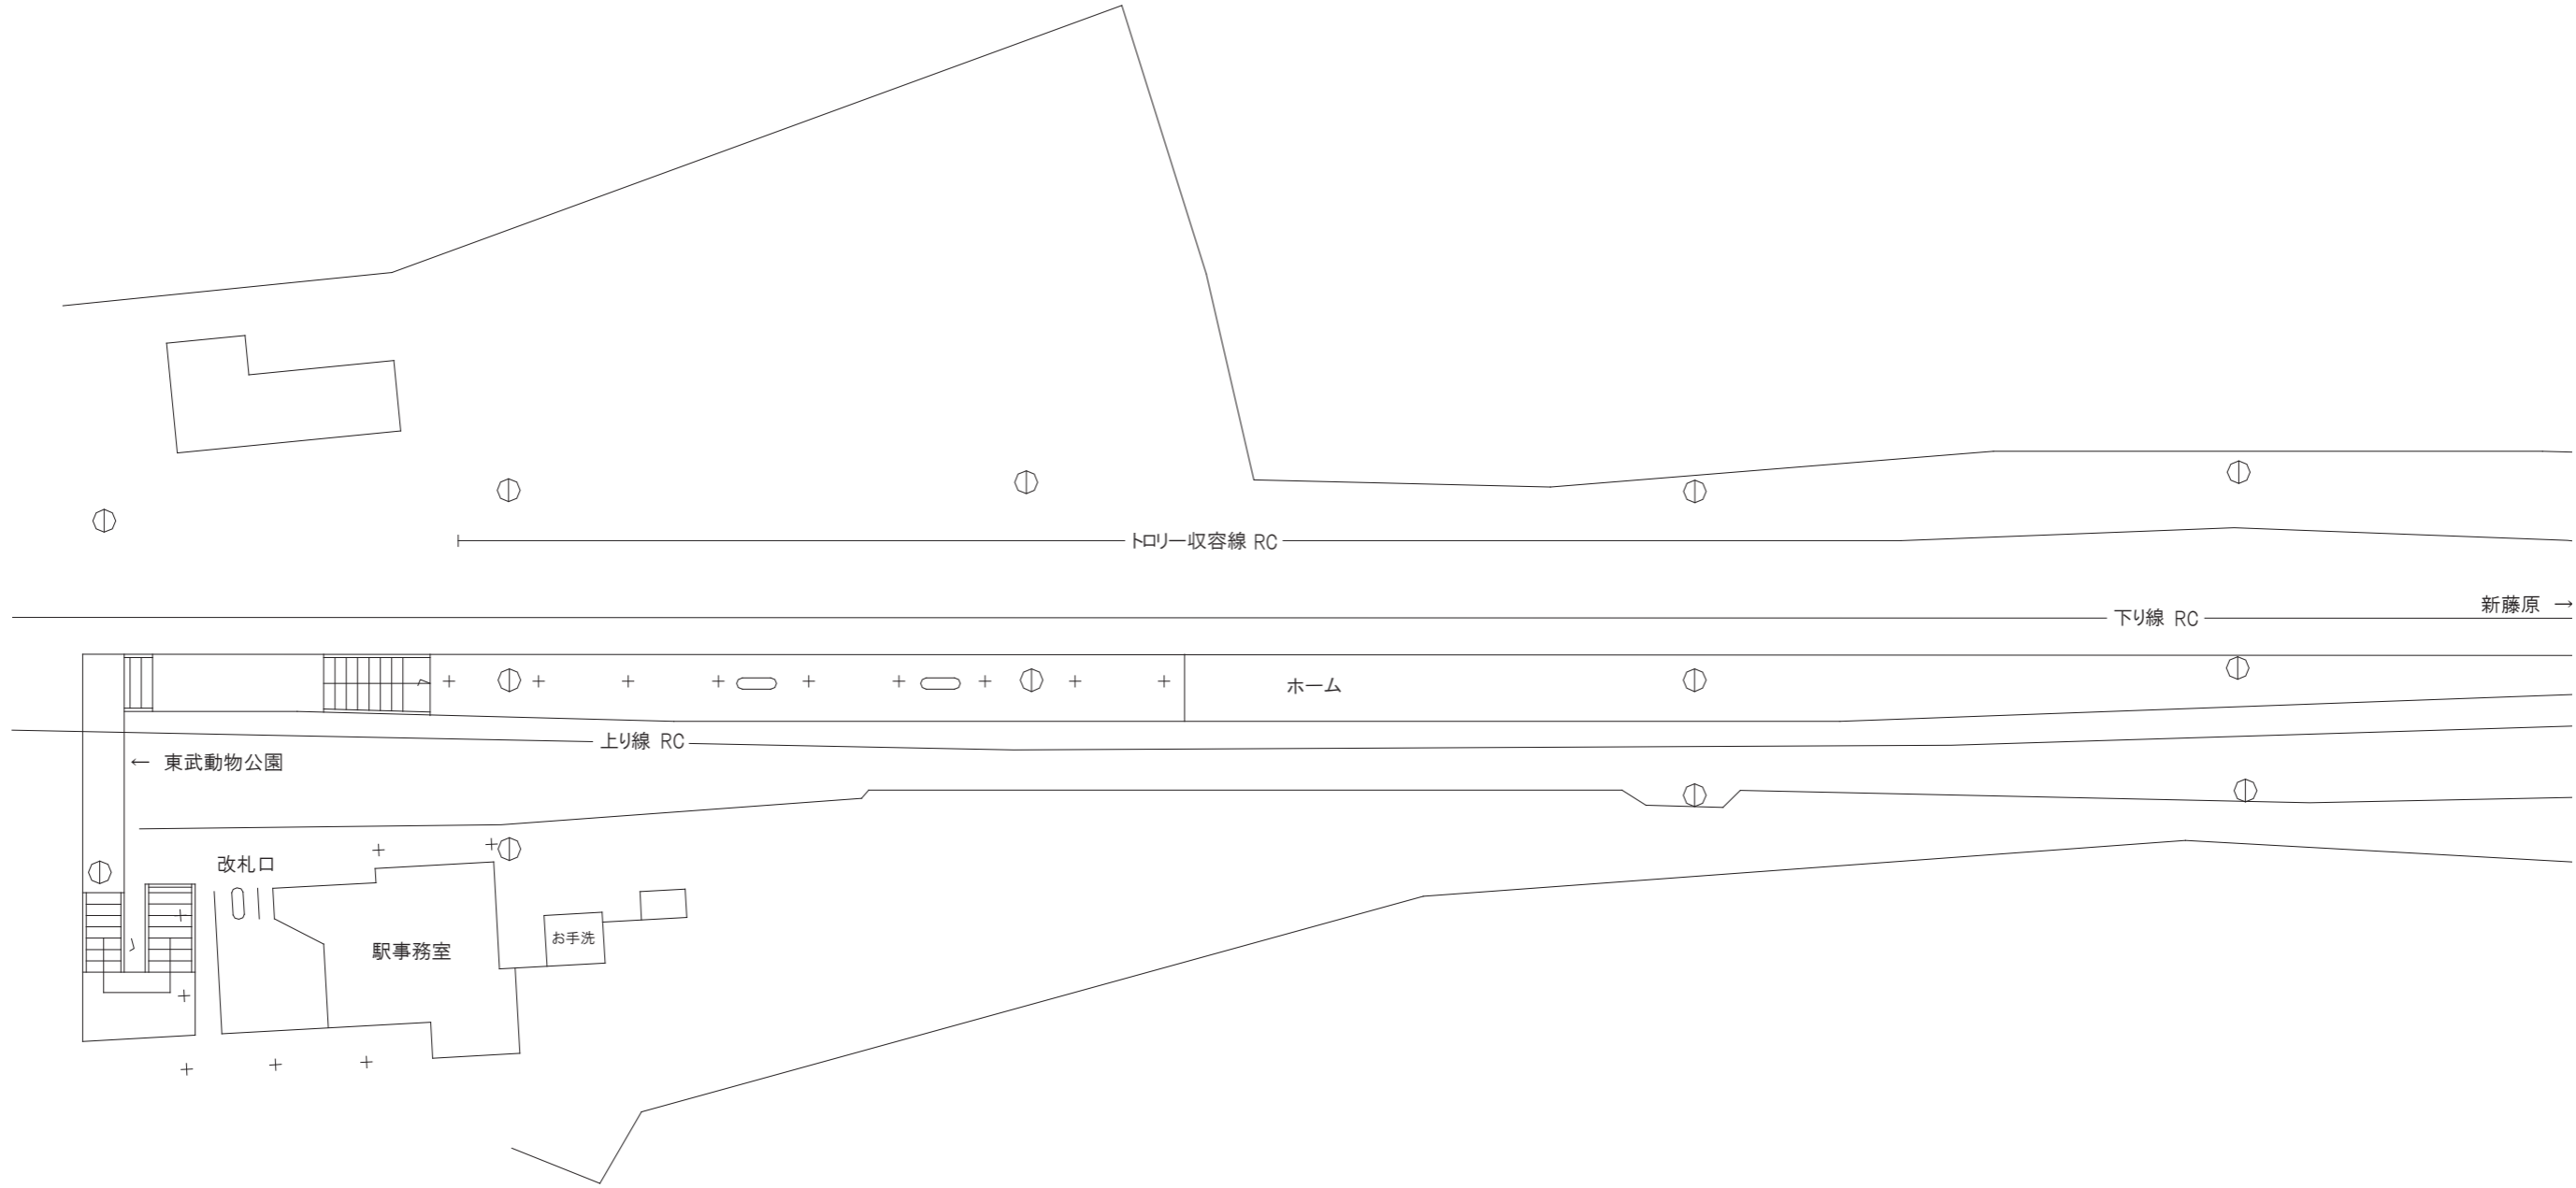 トロリー収容線 RC
新藤原 →
下り線 RC
ホーム
上り線 RC
← 東武動物公園
改札口
お手洗
駅事務室